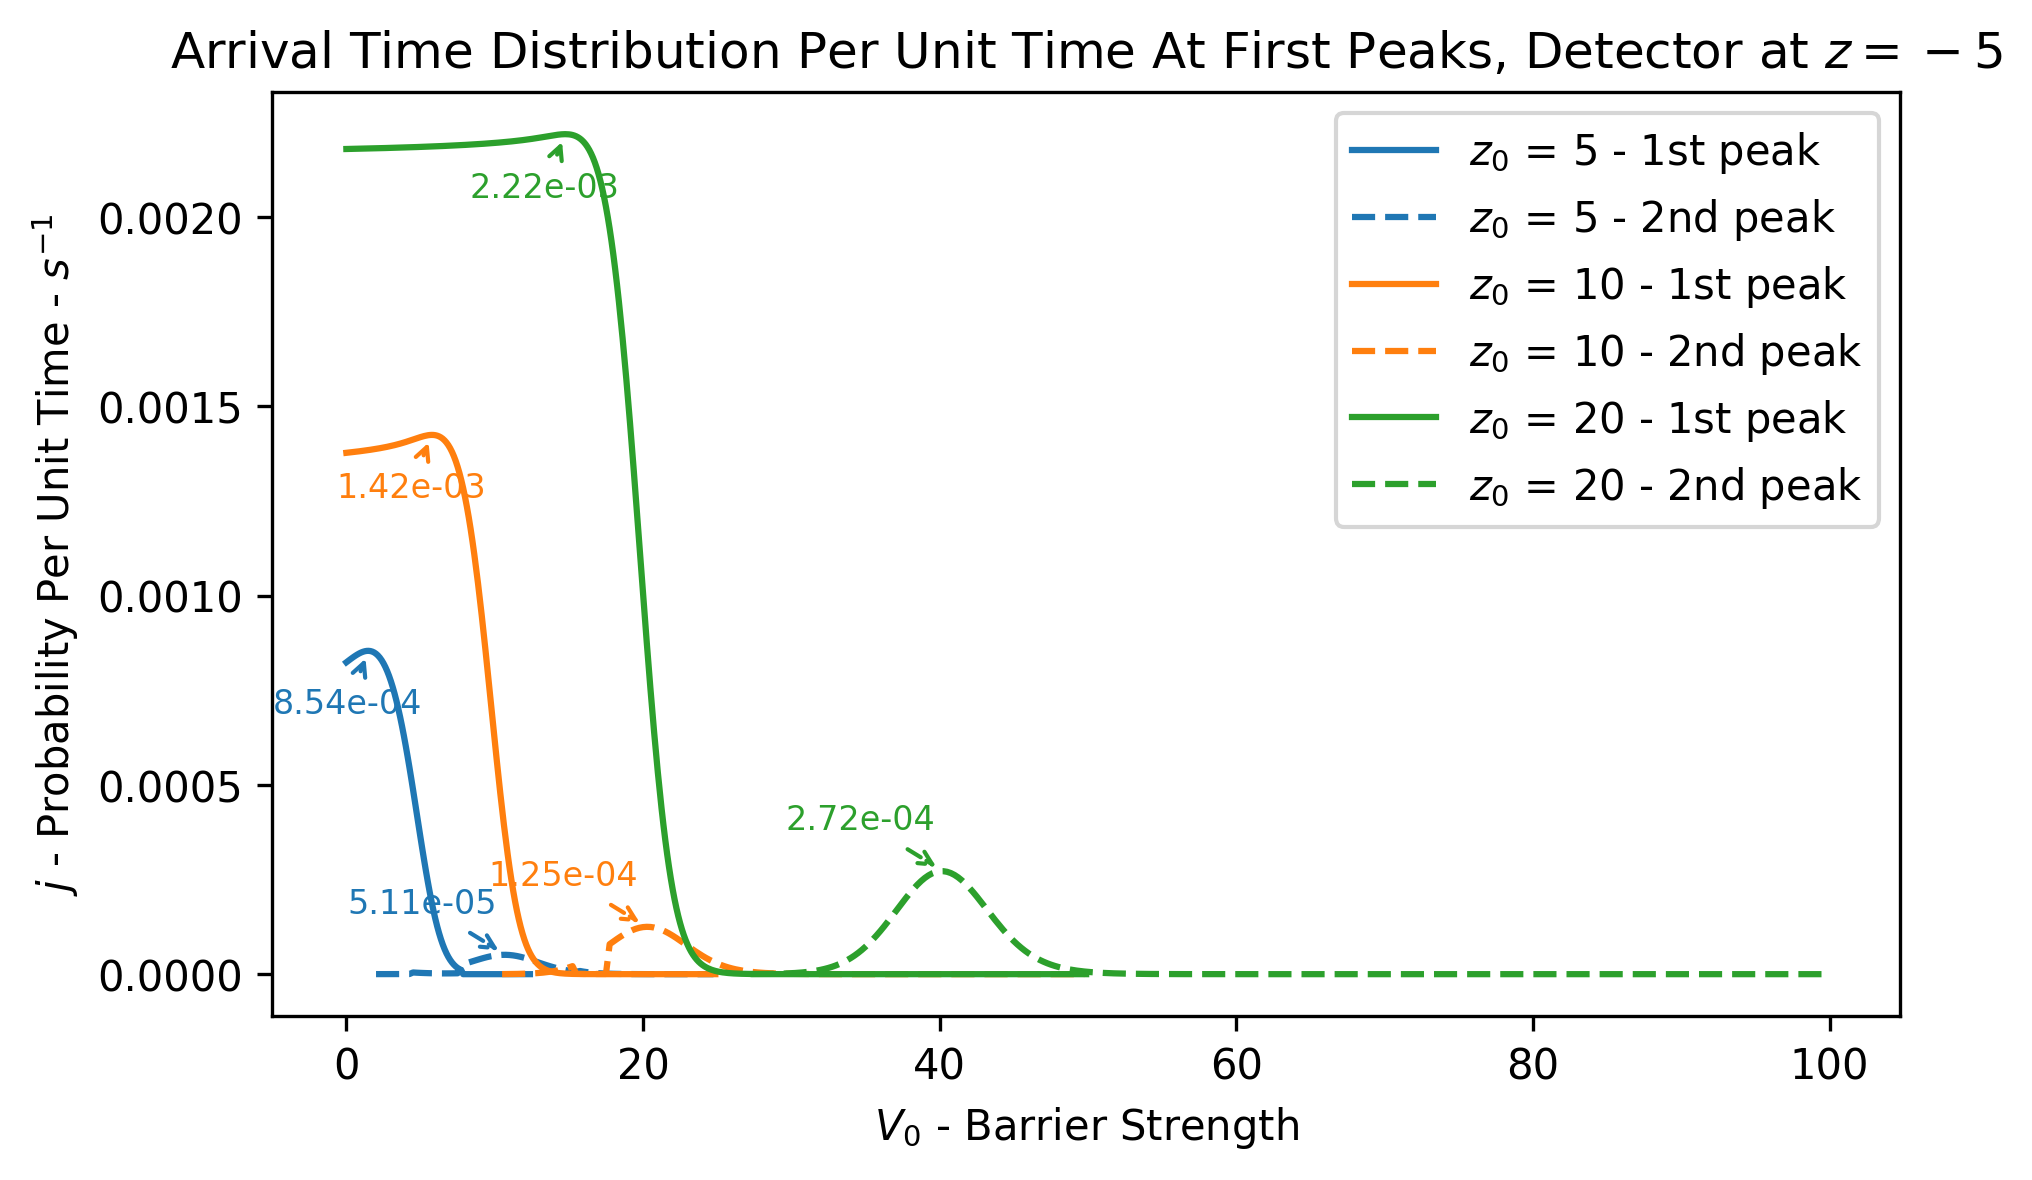 Arrival Time Distribution Per Unit Time At First Peaks, Detector at z = −5
j - Probability Per Unit Time - s⁻¹
0.0020
0.0015
0.0010
0.0005
0.0000
2.22e-03
1.42e-03
8.54e-04
2.72e-04
1.25e-04
5.11e-05
z₀ = 5 - 1st peak
z₀ = 5 - 2nd peak
z₀ = 10 - 1st peak
z₀ = 10 - 2nd peak
z₀ = 20 - 1st peak
z₀ = 20 - 2nd peak
0 20 40 60 80 100
V₀ - Barrier Strength